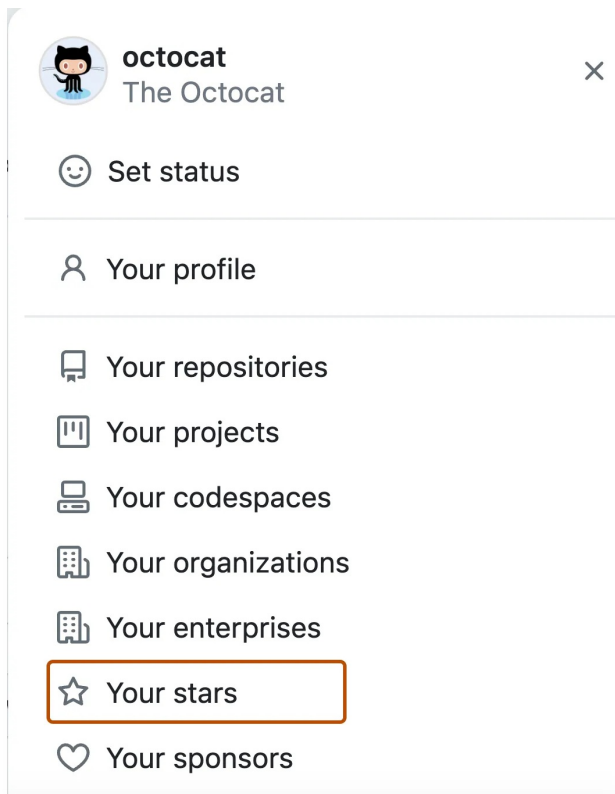 octocat
The Octocat
Set status
Your profile
Your repositories
Your projects
Your codespaces
Your organizations
Your enterprises
Your stars
Your sponsors